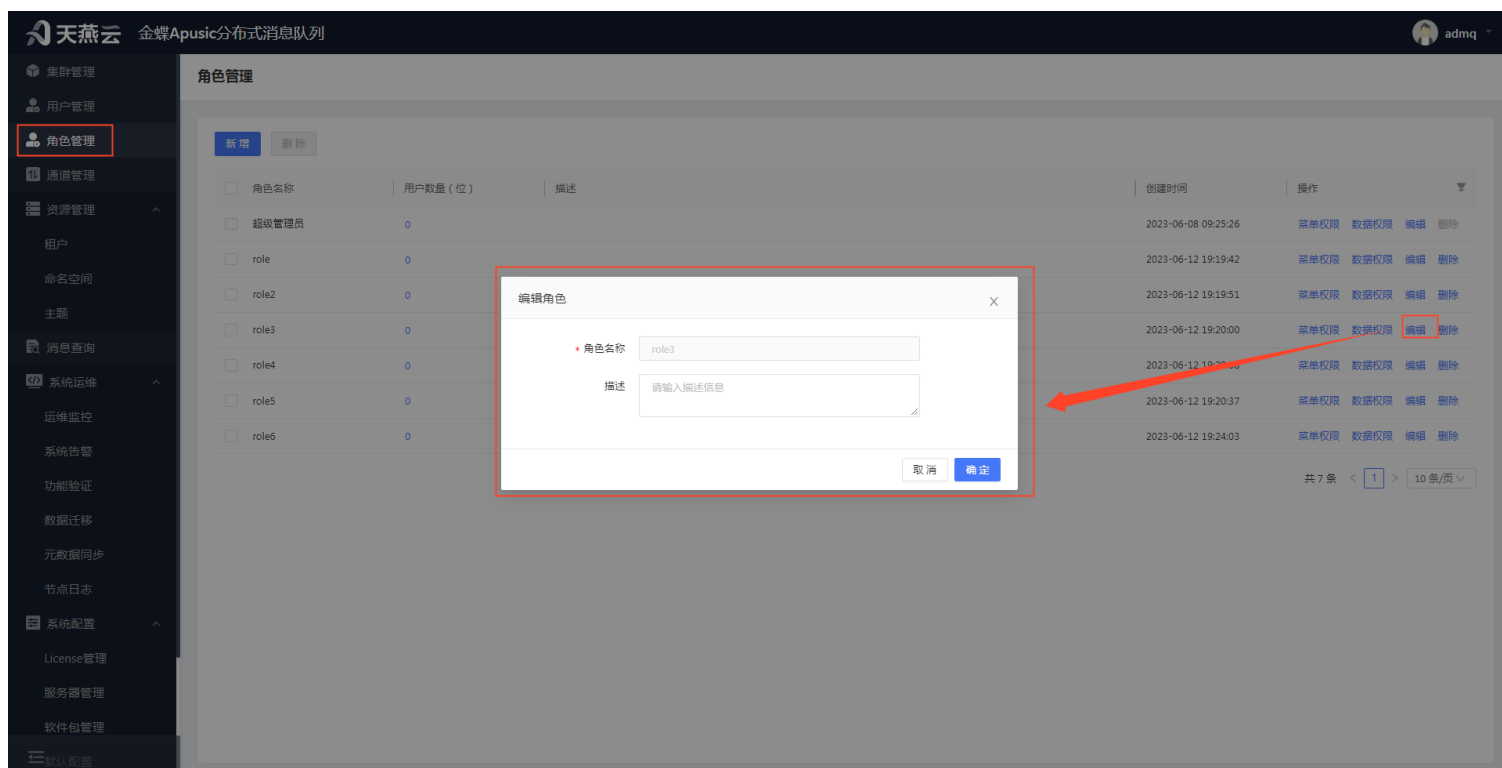 天燕云 金蝶Apusic分布式消息队列 admq
集群管理
用户管理
角色管理
通道管理
资源管理
租户
命名空间
主题
消息查询
系统运维
运维监控
系统告警
功能验证
数据迁移
元数据同步
节点日志
系统配置
License管理
服务器管理
软件包管理
默认配置
角色管理
新增 删除
角色名称 用户数量(位) 描述 创建时间 操作
超级管理员 0 2023-06-08 09:25:26 菜单权限 数据权限 编辑 删除
role 0 2023-06-12 19:19:42 菜单权限 数据权限 编辑 删除
role2 0 2023-06-12 19:19:51 菜单权限 数据权限 编辑 删除
role3 0 2023-06-12 19:20:00 菜单权限 数据权限 编辑 删除
role4 0 2023-06-12 菜单权限 数据权限 编辑 删除
role5 0 2023-06-12 19:20:37 菜单权限 数据权限 编辑 删除
role6 0 2023-06-12 19:24:03 菜单权限 数据权限 编辑 删除
共 7 条 < 1 > 10 条/页
编辑角色 X
* 角色名称 role3
描述 请输入描述信息
取消 确定